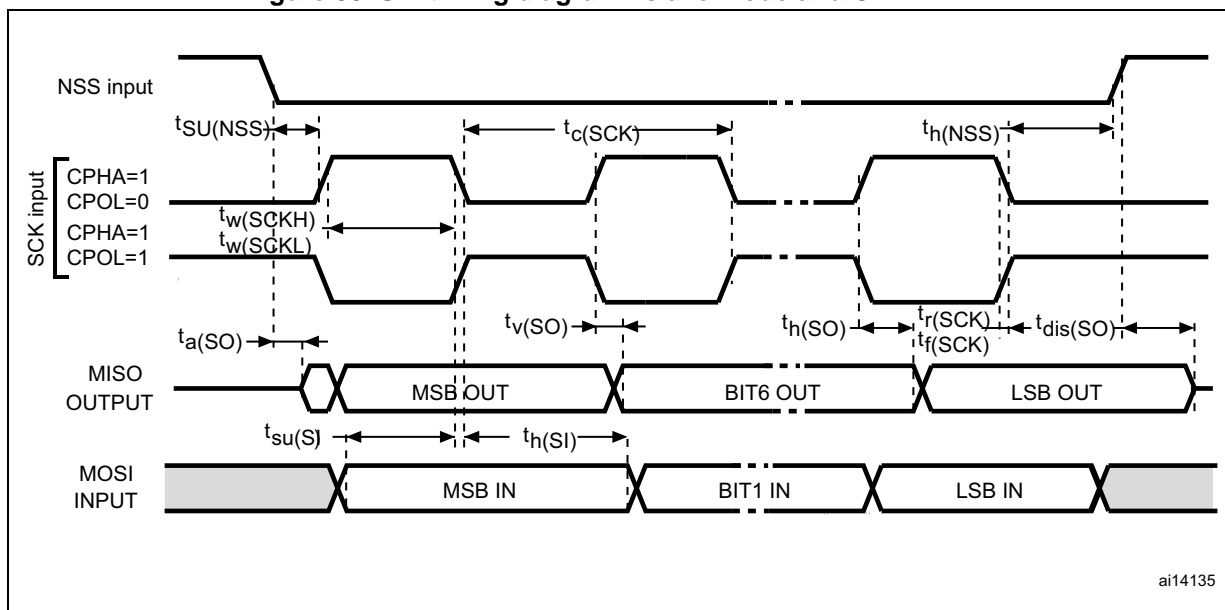 NSS input
tSU(NSS)
tc(SCK)
th(NSS)
SCK input
CPHA=1
CPOL=0
CPHA=1
CPOL=1
tw(SCKH)
tw(SCKL)
ta(SO)
tv(SO)
th(SO)
tr(SCK)
tf(SCK)
tdis(SO)
MISO
OUTPUT
MSB OUT
BIT6 OUT
LSB OUT
tsu(SI)
th(SI)
MOSI
INPUT
MSB IN
BIT1 IN
LSB IN
ai14135